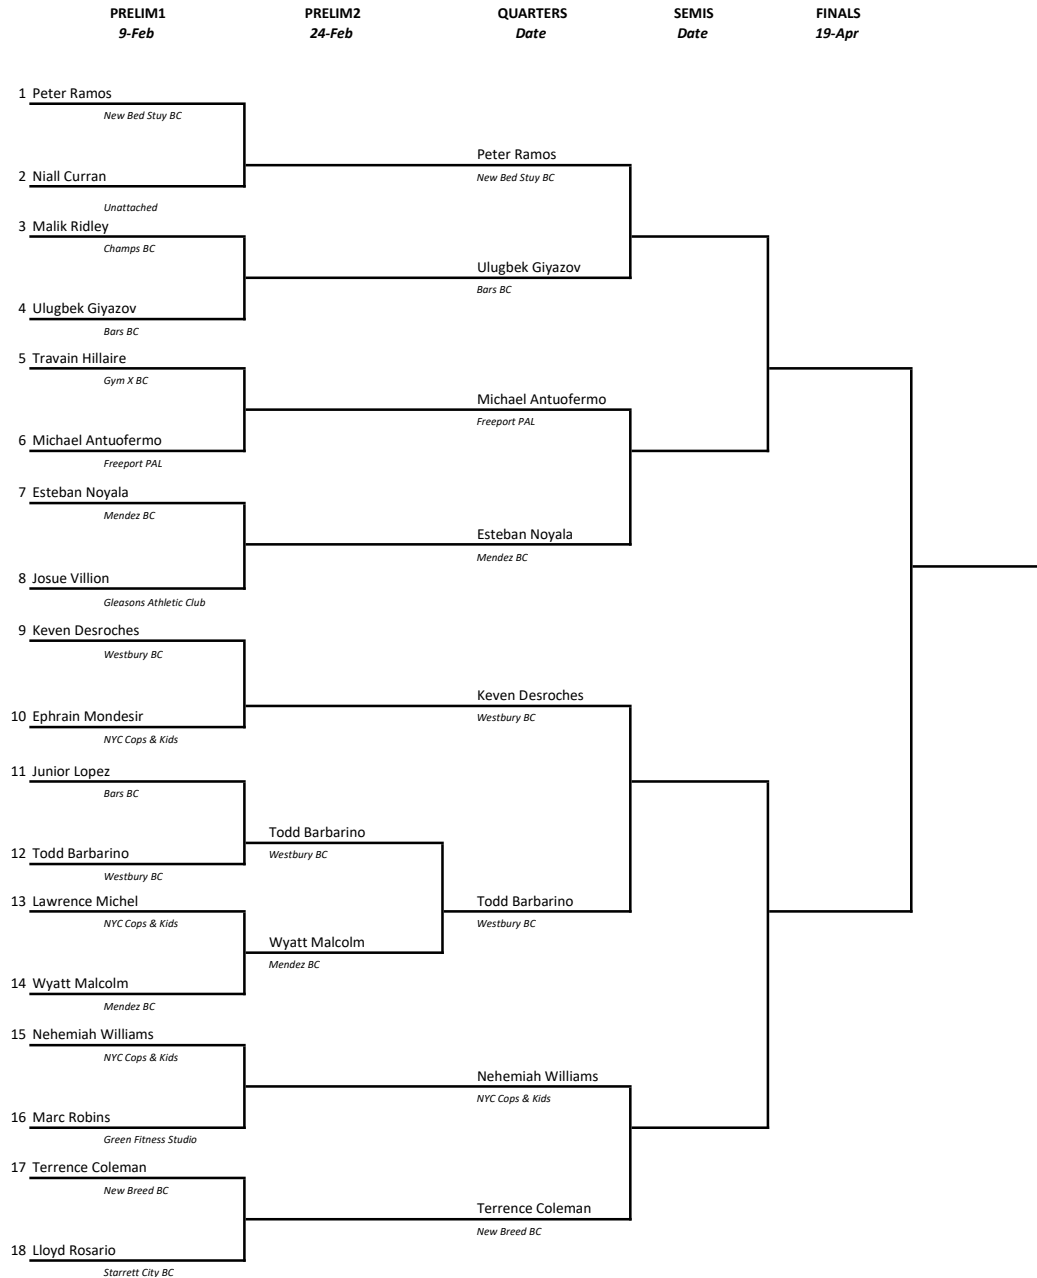 PRELIM1 PRELIM2 QUARTERS SEMIS FINALS
9-Feb 24-Feb Date Date 19-Apr
1 Peter Ramos
New Bed Stuy BC
Peter Ramos
New Bed Stuy BC
2 Niall Curran
Unattached
3 Malik Ridley
Champs BC
Ulugbek Giyazov
Bars BC
4 Ulugbek Giyazov
Bars BC
5 Travain Hillaire
Gym X BC
Michael Antuofermo
Freeport PAL
6 Michael Antuofermo
Freeport PAL
7 Esteban Noyala
Mendez BC
Esteban Noyala
Mendez BC
8 Josue Villion
Gleasons Athletic Club
9 Keven Desroches
Westbury BC
Keven Desroches
Westbury BC
10 Ephrain Mondesir
NYC Cops & Kids
11 Junior Lopez
Bars BC
Todd Barbarino
Westbury BC
12 Todd Barbarino
Westbury BC
13 Lawrence Michel
NYC Cops & Kids
Todd Barbarino
Westbury BC
Wyatt Malcolm
Mendez BC
14 Wyatt Malcolm
Mendez BC
15 Nehemiah Williams
NYC Cops & Kids
Nehemiah Williams
NYC Cops & Kids
16 Marc Robins
Green Fitness Studio
17 Terrence Coleman
New Breed BC
Terrence Coleman
New Breed BC
18 Lloyd Rosario
Starrett City BC